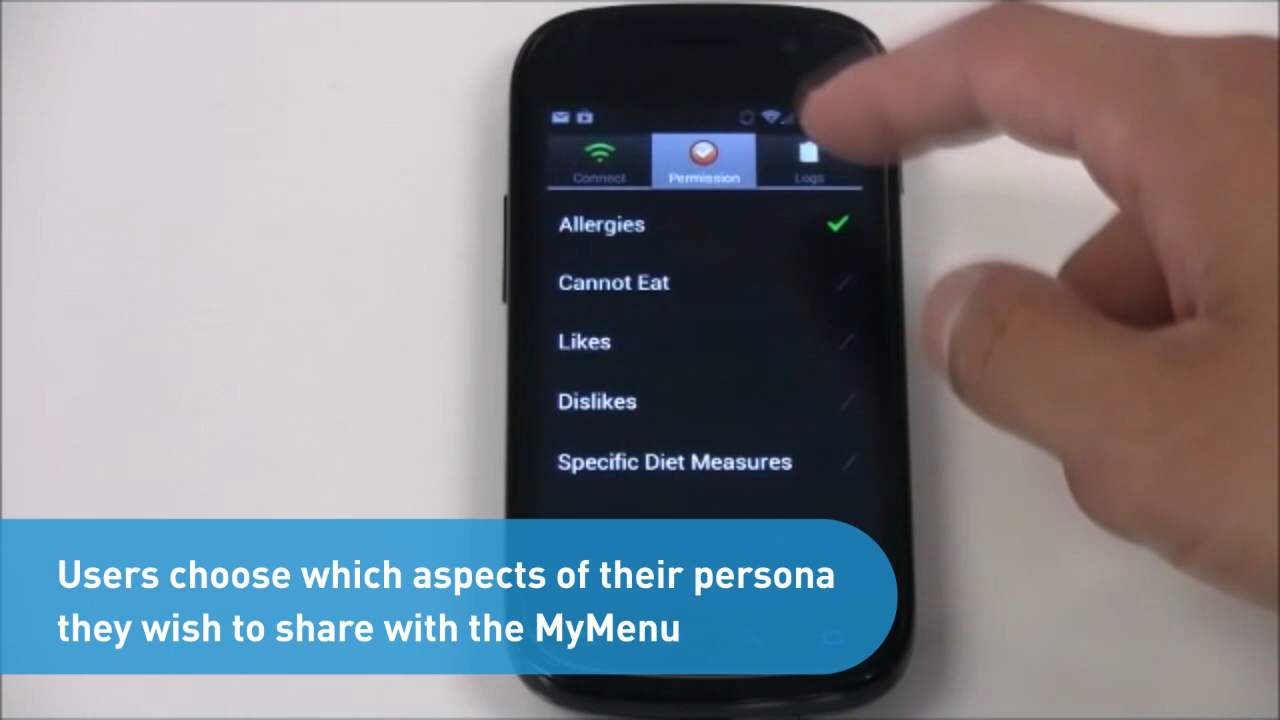 Connect Permission Logs
Allergies
Cannot Eat
Likes
Dislikes
Specific Diet Measures
Users choose which aspects of their persona
they wish to share with the MyMenu